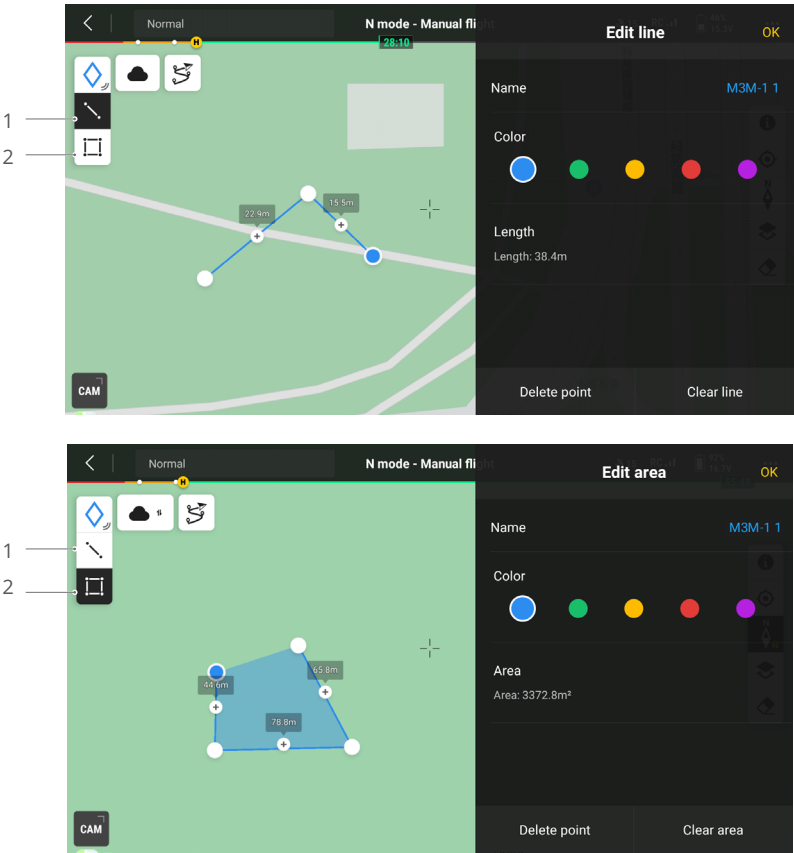 Normal
N mode - Manual fli
Edit line
OK
H
28:10
Name
M3M-1 1
1
Color
2
N
15.5m
22.9m
Length
Length: 38.4m
CAM
Delete point
Clear line
Normal
N mode - Manual fli
Edit area
OK
H
Name
M3M-1 1
1
Color
2
N
Area
65.8m
44.6m
Area: 3372.8m²
78.8m
CAM
Delete point
Clear area